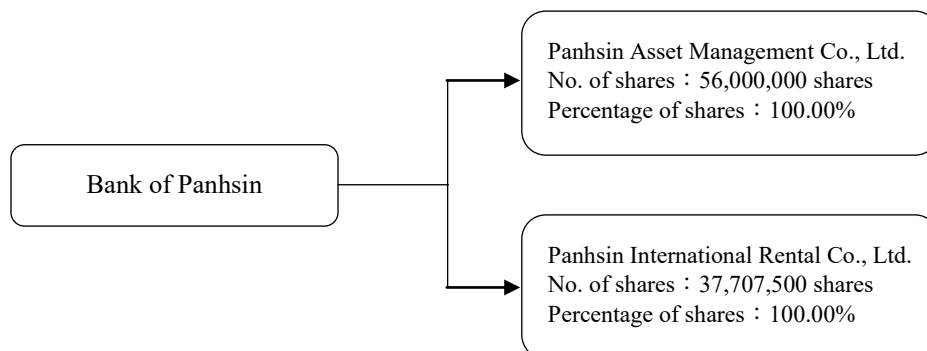 Panhsin Asset Management Co., Ltd.
No. of shares：56,000,000 shares
Percentage of shares：100.00%
Bank of Panhsin
Panhsin International Rental Co., Ltd.
No. of shares：37,707,500 shares
Percentage of shares：100.00%